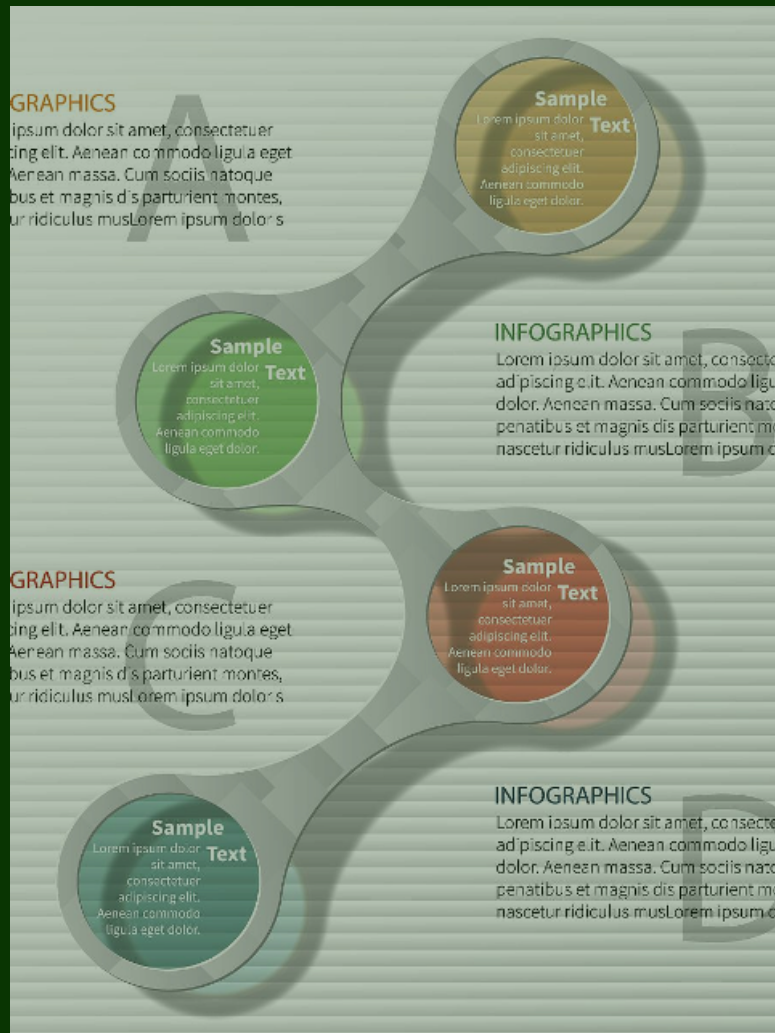 GRAPHICS
ipsum dolor sit amet, consectetuer
cing elit. Aenean commodo ligula eget
Aenean massa. Cum sociis natoque
bus et magnis dis parturient montes,
ur ridiculus musLorem ipsum dolor s
A
Sample
Text
Lorem ipsum dolor
sit amet,
consectetuer
adipiscing elit.
Aenean commodo
ligula eget dolor.
Sample
Text
Lorem ipsum dolor
sit amet,
consectetuer
adipiscing elit.
Aenean commodo
ligula eget dolor.
INFOGRAPHICS
Lorem ipsum dolor sit amet, consecte
adipiscing elit. Aenean commodo ligu
dolor. Aenean massa. Cum sociis nato
penatibus et magnis dis parturient mo
nascetur ridiculus musLorem ipsum d
B
GRAPHICS
ipsum dolor sit amet, consectetuer
cing elit. Aenean commodo ligula eget
Aenean massa. Cum sociis natoque
bus et magnis dis parturient montes,
ur ridiculus musLorem ipsum dolor s
C
Sample
Text
Lorem ipsum dolor
sit amet,
consectetuer
adipiscing elit.
Aenean commodo
ligula eget dolor.
Sample
Text
Lorem ipsum dolor
sit amet,
consectetuer
adipiscing elit.
Aenean commodo
ligula eget dolor.
INFOGRAPHICS
Lorem ipsum dolor sit amet, consecte
adipiscing elit. Aenean commodo ligu
dolor. Aenean massa. Cum sociis nato
penatibus et magnis dis parturient mo
nascetur ridiculus musLorem ipsum d
D